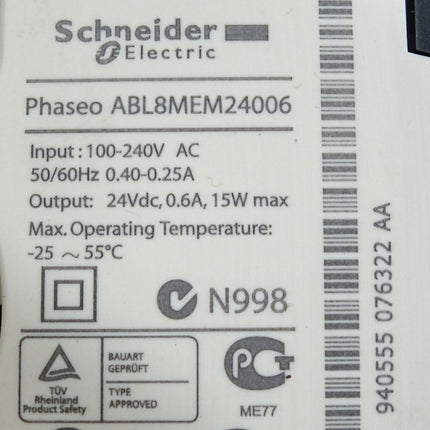 Schneider
Electric
Phaseo ABL8MEM24006
Input : 100-240V AC
50/60Hz 0.40-0.25A
Output: 24Vdc, 0.6A, 15W max
Max. Operating Temperature:
-25 ~ 55°C
N998
TÜV
Rheinland
Product Safety
BAUART
GEPRÜFT
TYPE
APPROVED
PCT
ME77
940555 076322 AA